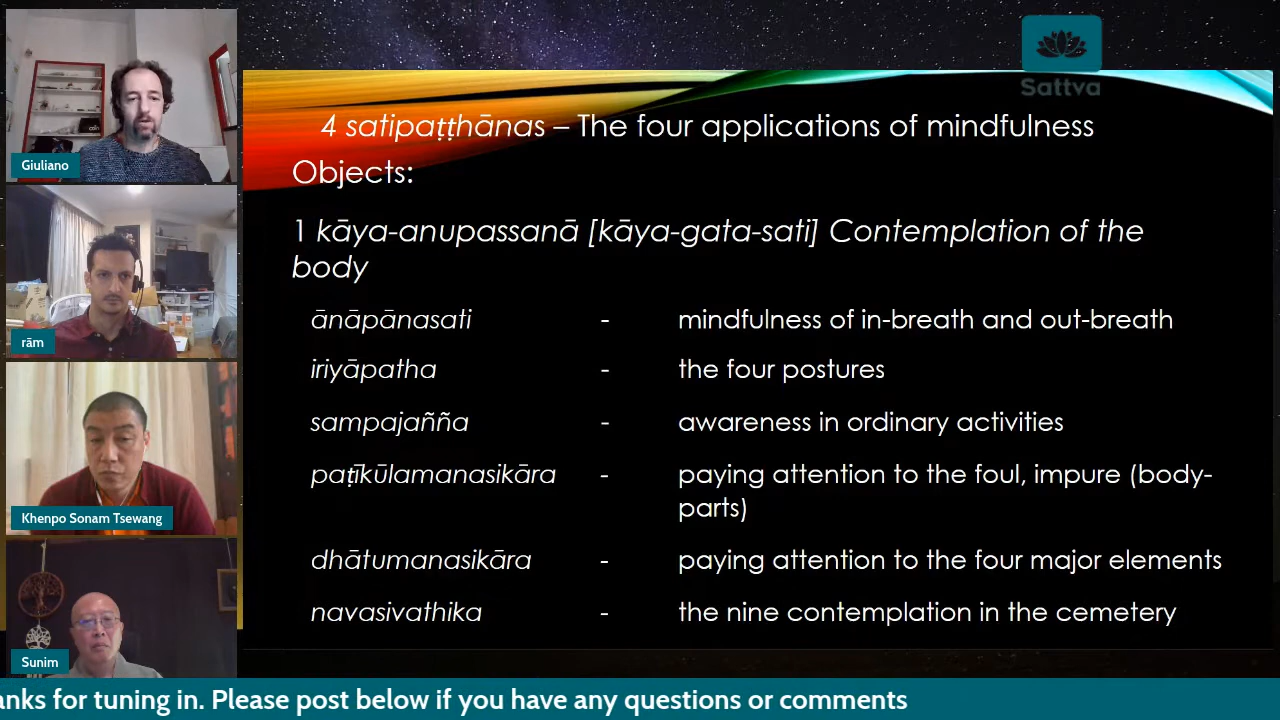 Sattva
4 satipaṭṭhānas – The four applications of mindfulness
Objects:
1 kāya-anupassanā [kāya-gata-sati] Contemplation of the
body
ānāpānasati - mindfulness of in-breath and out-breath
iriyāpatha - the four postures
sampajañña - awareness in ordinary activities
paṭīkūlamanasikāra - paying attention to the foul, impure (body-
parts)
dhātumanasikāra - paying attention to the four major elements
navasivathika - the nine contemplation in the cemetery
Giuliano
rām
Khenpo Sonam Tsewang
Sunim
anks for tuning in. Please post below if you have any questions or comments